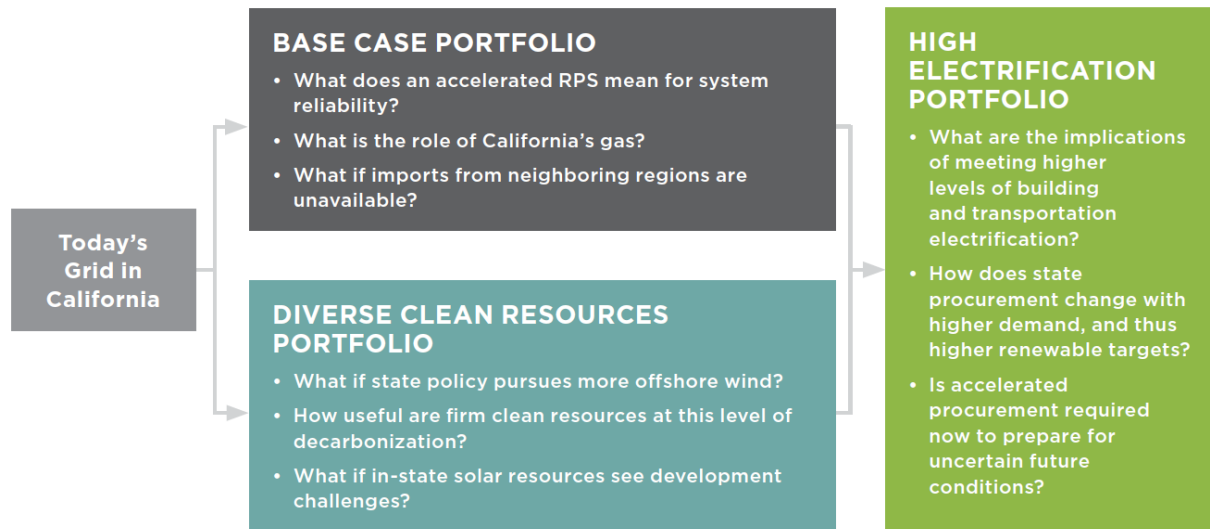 Today's
Grid in
California
BASE CASE PORTFOLIO
• What does an accelerated RPS mean for system
reliability?
• What is the role of California's gas?
• What if imports from neighboring regions are
unavailable?
DIVERSE CLEAN RESOURCES
PORTFOLIO
• What if state policy pursues more offshore wind?
• How useful are firm clean resources at this level of
decarbonization?
• What if in-state solar resources see development
challenges?
HIGH
ELECTRIFICATION
PORTFOLIO
• What are the implications
of meeting higher
levels of building
and transportation
electrification?
• How does state
procurement change with
higher demand, and thus
higher renewable targets?
• Is accelerated
procurement required
now to prepare for
uncertain future
conditions?